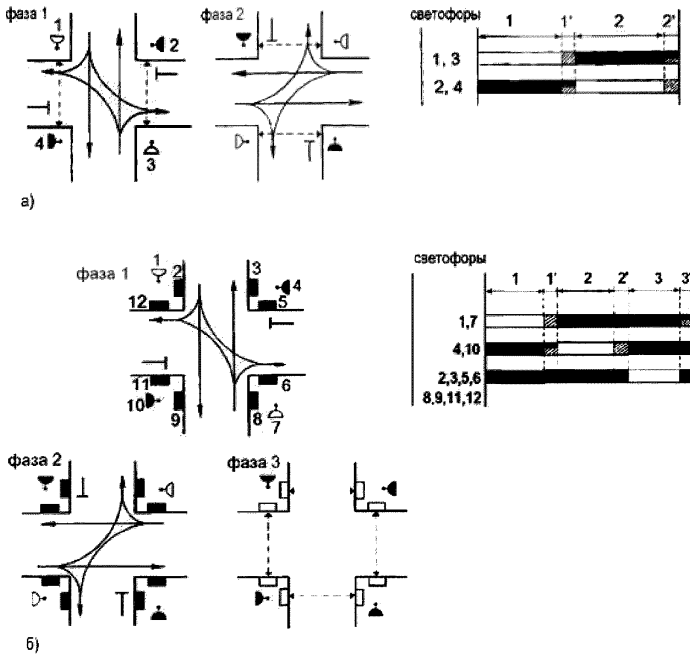 фаза 1
1
2
4
3
фаза 2
светофоры
1 1' 2 2'
1, 3
2, 4
а)
фаза 1
1
2
3
4
12
5
11
6
10
9
8
7
светофоры
1 1' 2 2' 3 3'
1,7
4,10
2,3,5,6
8,9,11,12
фаза 2
фаза 3
б)